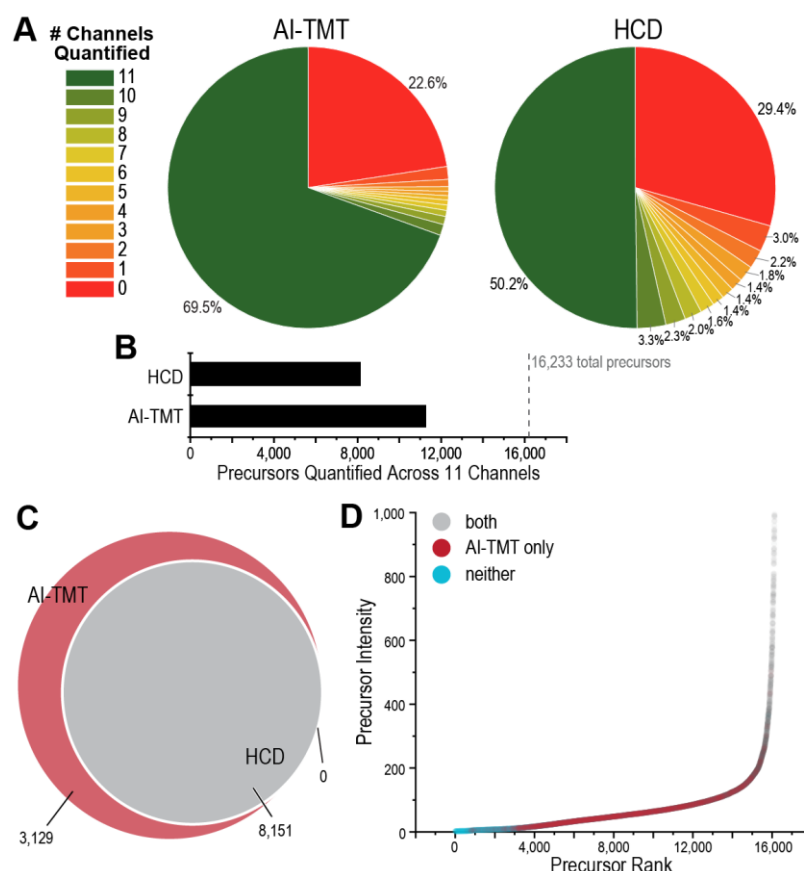 A
# Channels
Quantified
11
10
9
8
7
6
5
4
3
2
1
0
AI-TMT
22.6%
69.5%
HCD
29.4%
3.0%
2.2%
1.8%
1.4%
1.4%
1.4%
1.6%
2.0%
2.3%
3.3%
50.2%
B
16,233 total precursors
HCD
AI-TMT
0 4,000 8,000 12,000 16,000
Precursors Quantified Across 11 Channels
C
AI-TMT
HCD
0
3,129
8,151
D
both
AI-TMT only
neither
1,000
800
600
400
200
0
Precursor Intensity
0 4,000 8,000 12,000 16,000
Precursor Rank